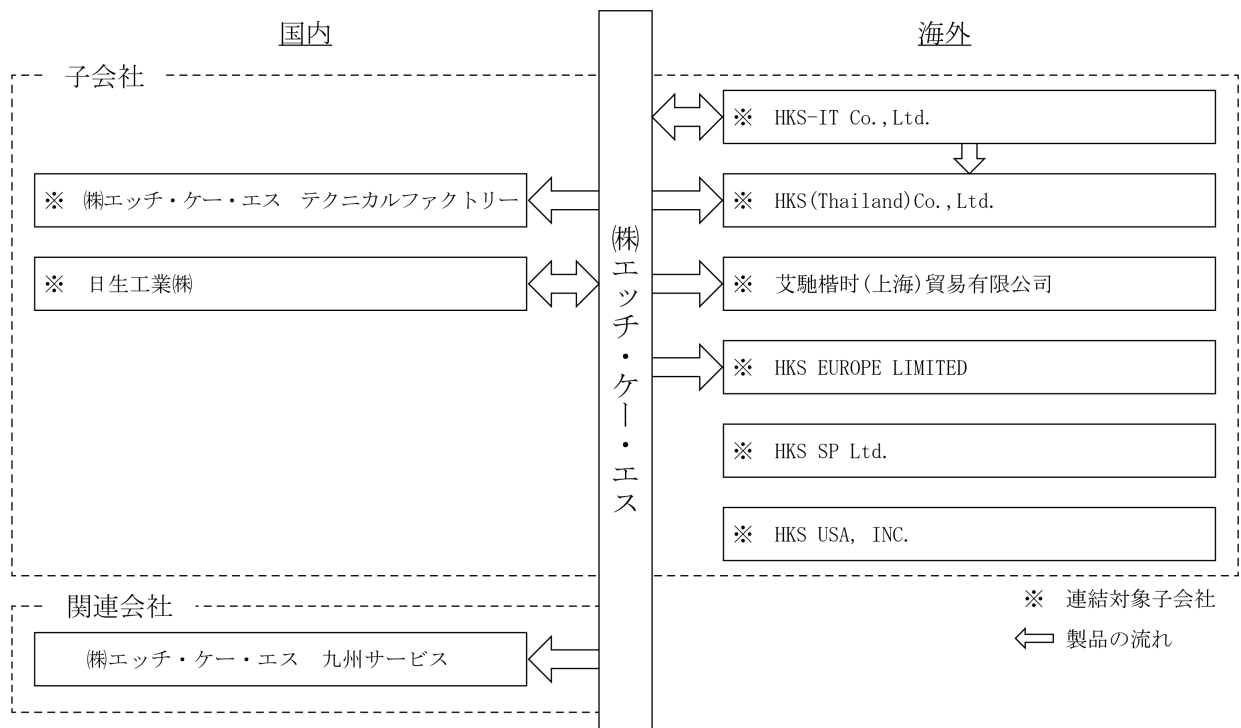 国内
海外
子会社
※ HKS-IT Co.,Ltd.
※ ㈱エッチ・ケー・エス　テクニカルファクトリー
※ HKS(Thailand)Co.,Ltd.
※ 日生工業㈱
※ 艾馳楷时(上海)貿易有限公司
※ HKS EUROPE LIMITED
※ HKS SP Ltd.
※ HKS USA, INC.
㈱エッチ・ケー・エス
関連会社
㈱エッチ・ケー・エス　九州サービス
※ 連結対象子会社
製品の流れ